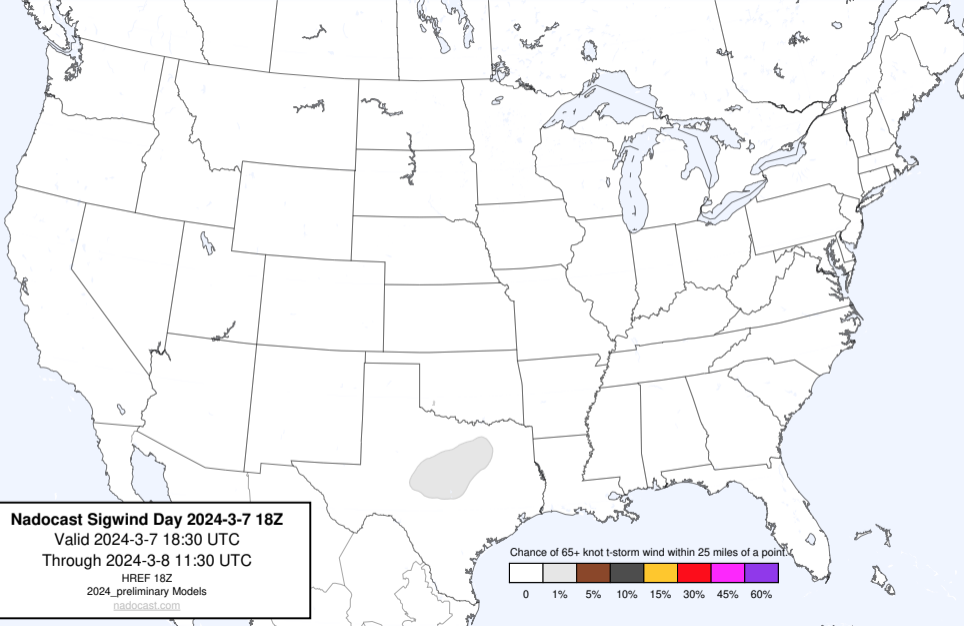 Nadocast Sigwind Day 2024-3-7 18Z
Valid 2024-3-7 18:30 UTC
Through 2024-3-8 11:30 UTC
HREF 18Z
2024_preliminary Models
nadocast.com
Chance of 65+ knot t-storm wind within 25 miles of a point.
0 1% 5% 10% 15% 30% 45% 60%